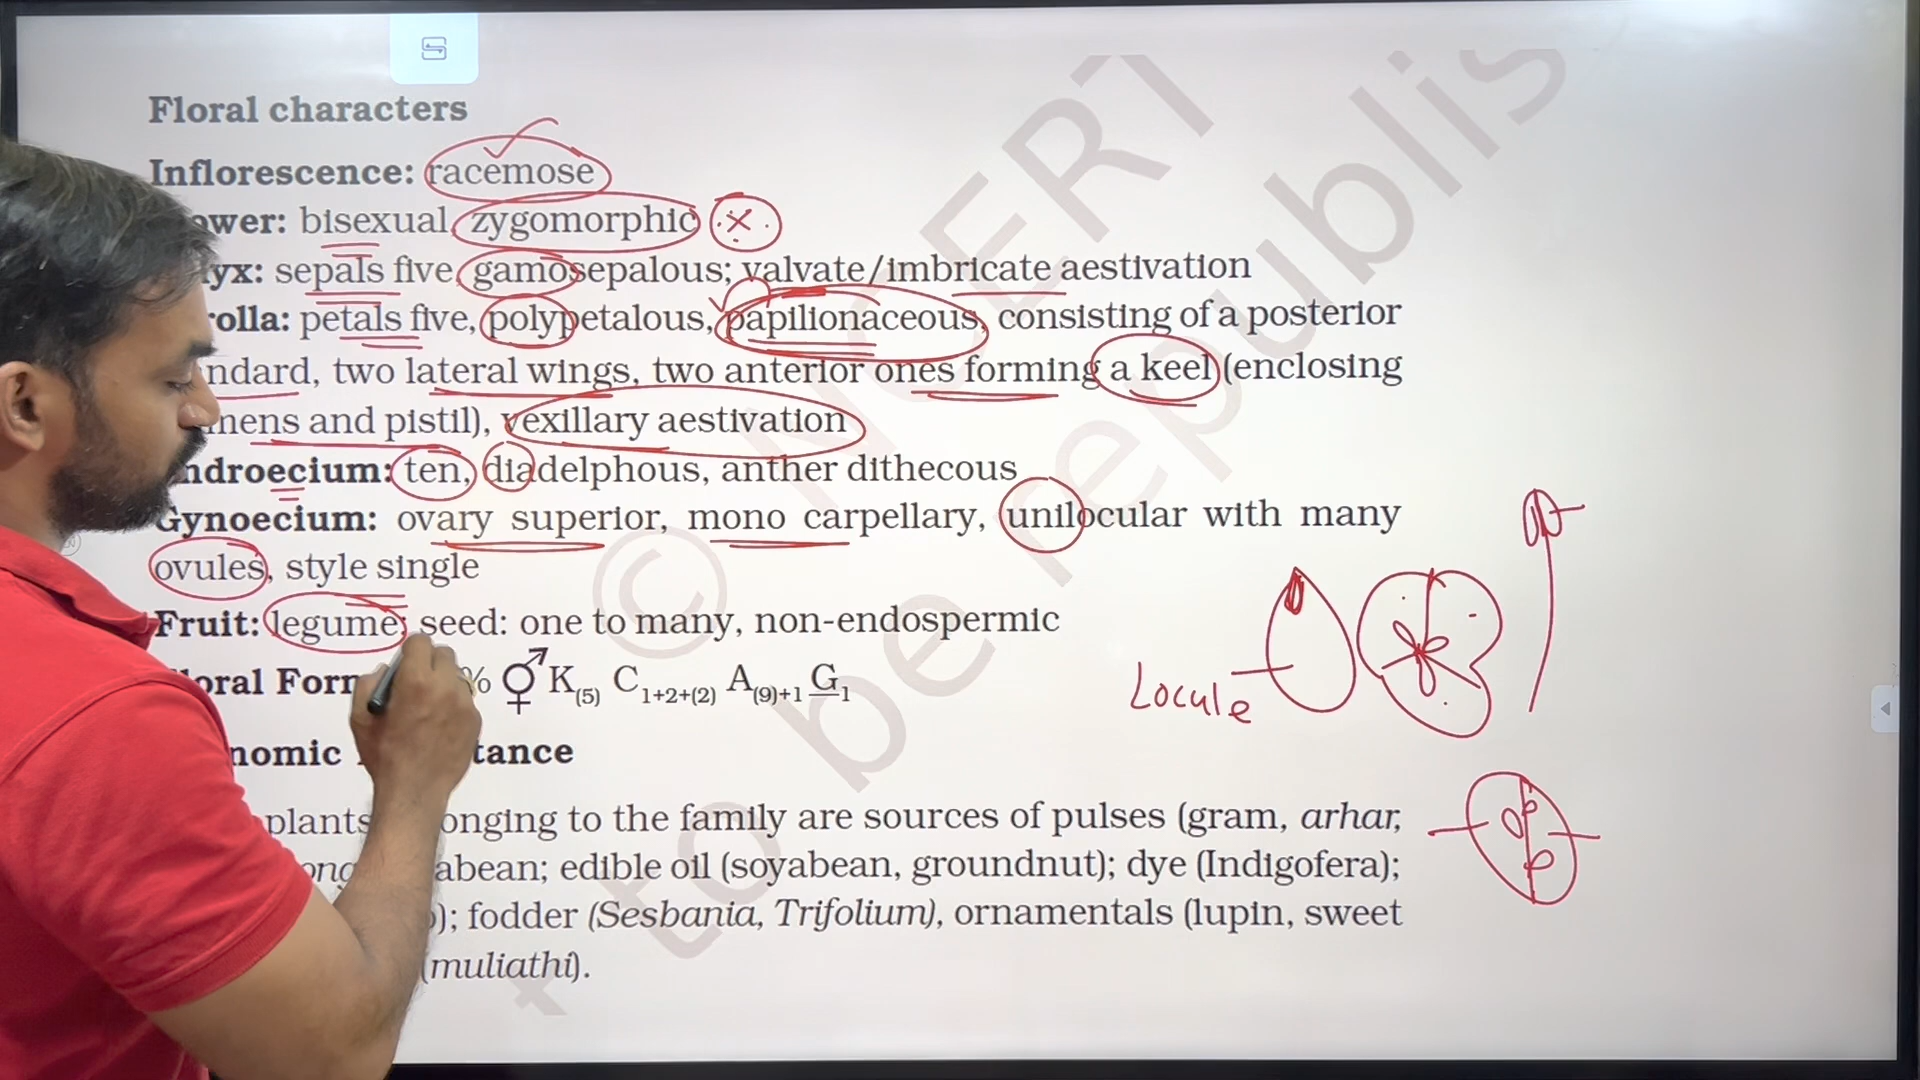 Floral characters
Inflorescence: racemose
ower: bisexual, zygomorphic
yx: sepals five, gamosepalous; valvate/imbricate aestivation
rolla: petals five, polypetalous, papilionaceous, consisting of a posterior
ndard, two lateral wings, two anterior ones forming a keel (enclosing
mens and pistil), vexillary aestivation
ndroecium: ten, diadelphous, anther dithecous
Gynoecium: ovary superior, mono carpellary, unilocular with many
ovules, style single
Fruit: legume; seed: one to many, non-endospermic
oral Form % ⚥ K(5) C1+2+(2) A(9)+1 G1
Locule
nomic tance
plants onging to the family are sources of pulses (gram, arhar,
ong abean; edible oil (soyabean, groundnut); dye (Indigofera);
); fodder (Sesbania, Trifolium), ornamentals (lupin, sweet
(muliathi).
© NCERT
to be republis